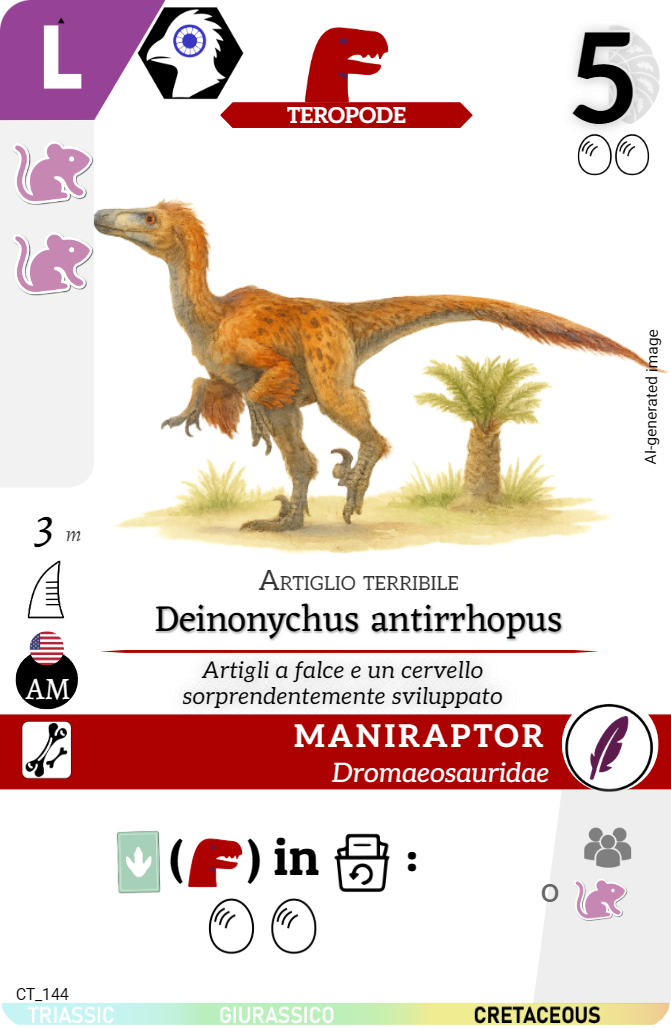 L
TEROPODE
5
AI-generated image
3 m
Artiglio terribile
Deinonychus antirrhopus
AM
Artigli a falce e un cervello
sorprendentemente sviluppato
MANIRAPTOR
Dromaeosauridae
( ) in :
O
CT_144
TRIASSIC GIURASSICO CRETACEOUS